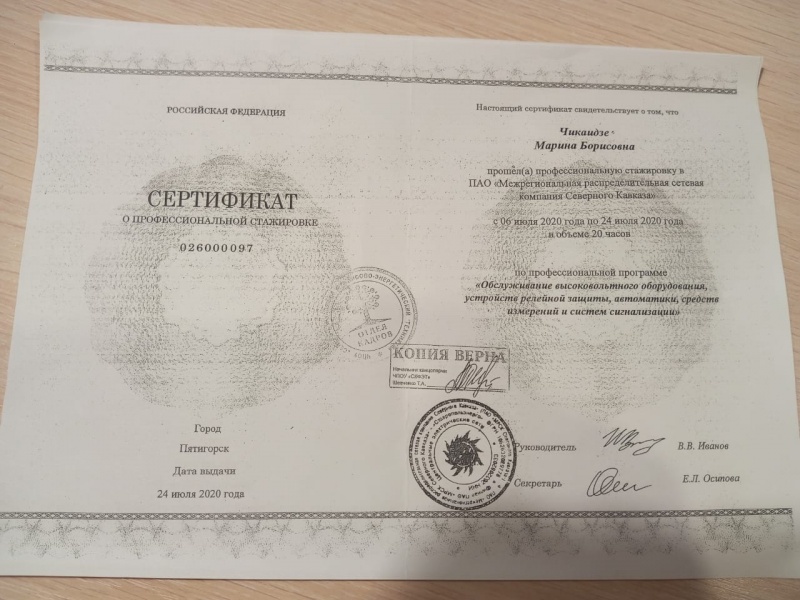 РОССИЙСКАЯ ФЕДЕРАЦИЯ
СЕРТИФИКАТ
О ПРОФЕССИОНАЛЬНОЙ СТАЖИРОВКЕ
026000097
Город
Пятигорск
Дата выдачи
24 июля 2020 года
Настоящий сертификат свидетельствует о том, что
Чикаидзе
Марина Борисовна
прошёл(а) профессиональную стажировку в
ПАО «Межрегиональная распределительная сетевая
компания Северного Кавказа»
с 06 июля 2020 года по 24 июля 2020 года
в объеме 20 часов
по профессиональной программе
«Обслуживание высоковольтного оборудования,
устройств релейной защиты, автоматики, средств
измерений и систем сигнализации»
ОТДЕЛ
КАДРОВ
КОПИЯ ВЕРНА
Начальник канцелярии
Руководитель
В.В. Иванов
Секретарь
Е.Л. Осипова